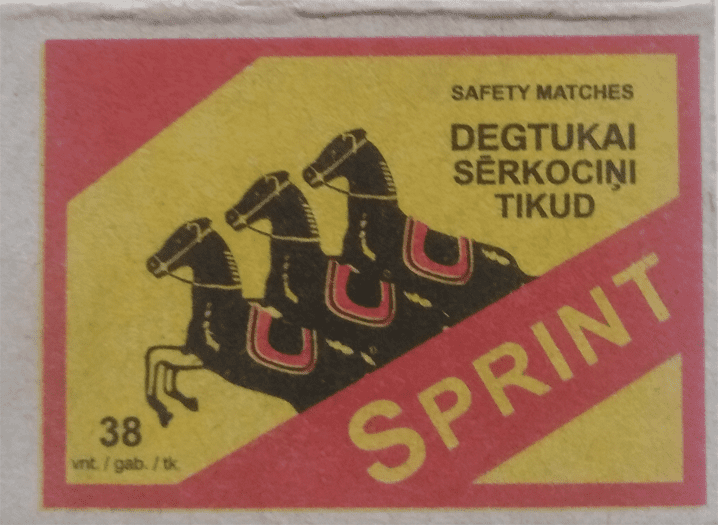 SAFETY MATCHES
DEGTUKAI
SĒRKOCIŅI
TIKUD
SPRINT
38
vnt. / gab. / tk.